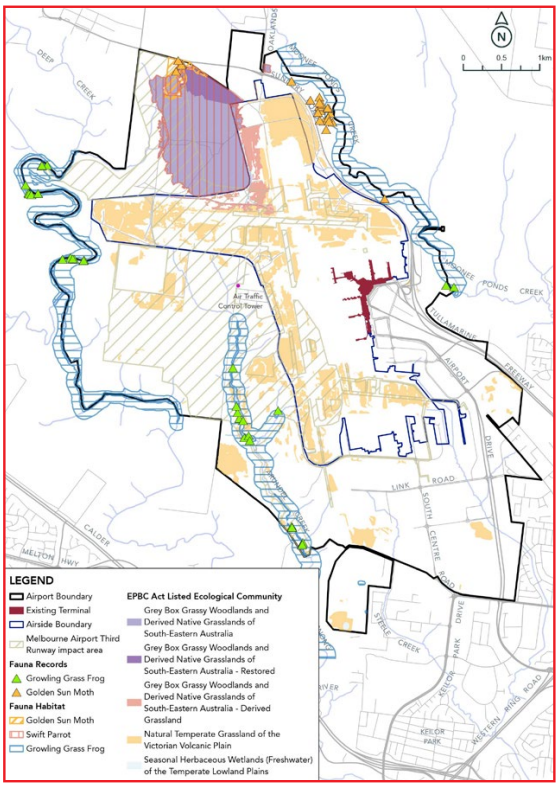 DEEP
CREEK
OAKLANDS
SUNBURY
MOONEE
CREEK
N
0 0.5 1km
MOONEE PONDS CREEK
Air Traffic
Control Tower
TULLAMARINE
FREEWAY
AIRPORT
DRIVE
LINK ROAD
SOUTH CENTRE ROAD
CALDER
MELTON HWY
STEELE CREEK
KEILOR PARK DRIVE
WESTERN RING ROAD
KEILOR
PARK
LEGEND
Airport Boundary
Existing Terminal
Airside Boundary
Melbourne Airport Third
Runway impact area
Fauna Records
Growling Grass Frog
Golden Sun Moth
Fauna Habitat
Golden Sun Moth
Swift Parrot
Growling Grass Frog
EPBC Act Listed Ecological Community
Grey Box Grassy Woodlands and
Derived Native Grasslands of
South-Eastern Australia
Grey Box Grassy Woodlands and
Derived Native Grasslands of
South-Eastern Australia - Restored
Grey Box Grassy Woodlands and
Derived Native Grasslands of
South-Eastern Australia - Derived
Grassland
Natural Temperate Grassland of the
Victorian Volcanic Plain
Seasonal Herbaceous Wetlands (Freshwater)
of the Temperate Lowland Plains